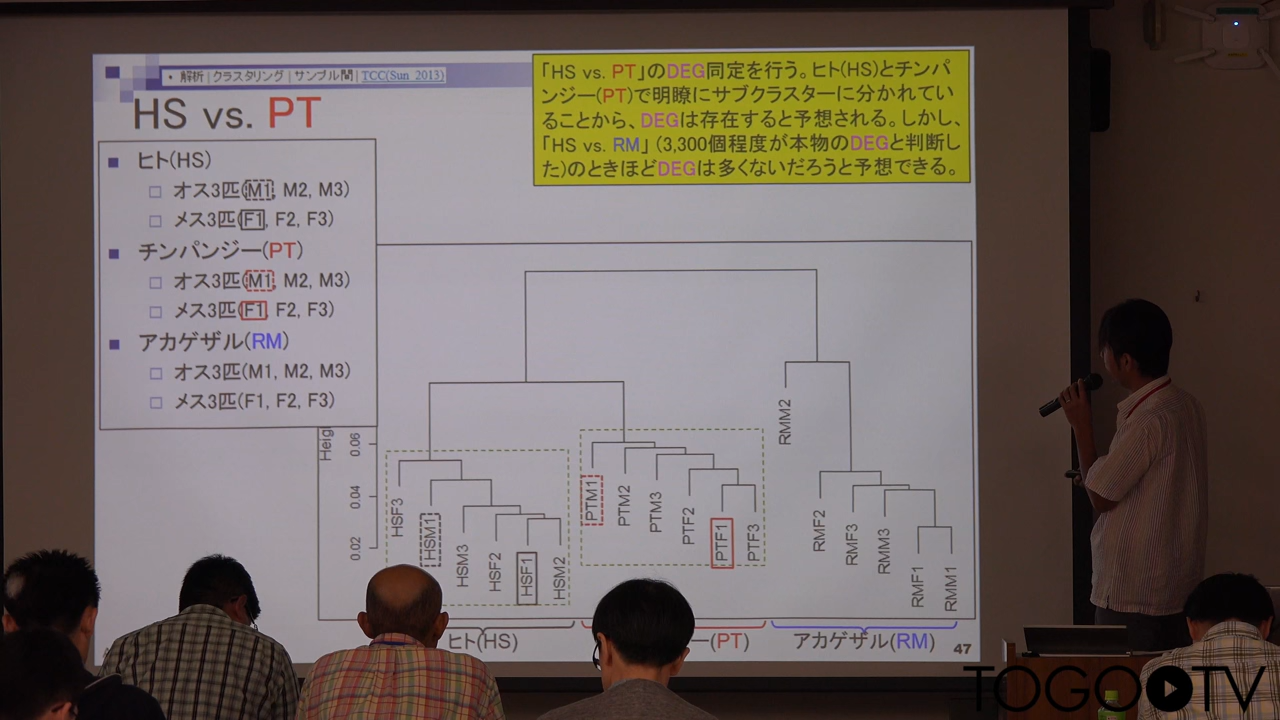 ・解析|クラスタリング|サンプル間|TCC(Sun_2013)
HS vs. PT
「HS vs. PT」のDEG同定を行う。ヒト(HS)とチンパ
ンジー(PT)で明瞭にサブクラスターに分かれてい
ることから、DEGは存在すると予想される。しかし、
「HS vs. RM」(3,300個程度が本物のDEGと判断し
た)のときほどDEGは多くないだろうと予想できる。
ヒト(HS)
オス3匹(M1, M2, M3)
メス3匹(F1, F2, F3)
チンパンジー(PT)
オス3匹(M1, M2, M3)
メス3匹(F1, F2, F3)
アカゲザル(RM)
オス3匹(M1, M2, M3)
メス3匹(F1, F2, F3)
Heig
0.06
0.04
0.02
HSF3
HSM1
HSM3
HSF2
HSF1
HSM2
PTM1
PTM2
PTM3
PTF2
PTF1
PTF3
RMM2
RMF2
RMF3
RMM3
RMF1
RMM1
ヒト(HS)
ー(PT)
アカゲザル(RM)
47
TOGOTV